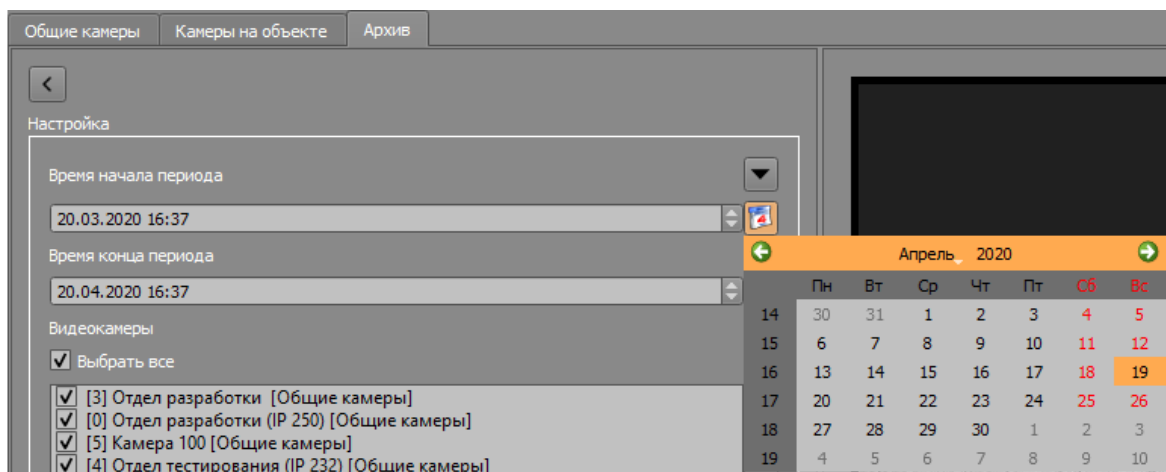 Общие камеры Камеры на объекте Архив
Настройка
Время начала периода
20.03.2020 16:37
4
Время конца периода
20.04.2020 16:37
Видеокамеры
Выбрать все
[3] Отдел разработки [Общие камеры]
[0] Отдел разработки (IP 250) [Общие камеры]
[5] Камера 100 [Общие камеры]
[4] Отдел тестирования (IP 232) [Общие камеры]
Апрель 2020
Пн Вт Ср Чт Пт Сб Вс
14 30 31 1 2 3 4 5
15 6 7 8 9 10 11 12
16 13 14 15 16 17 18 19
17 20 21 22 23 24 25 26
18 27 28 29 30 1 2 3
19 4 5 6 7 8 9 10